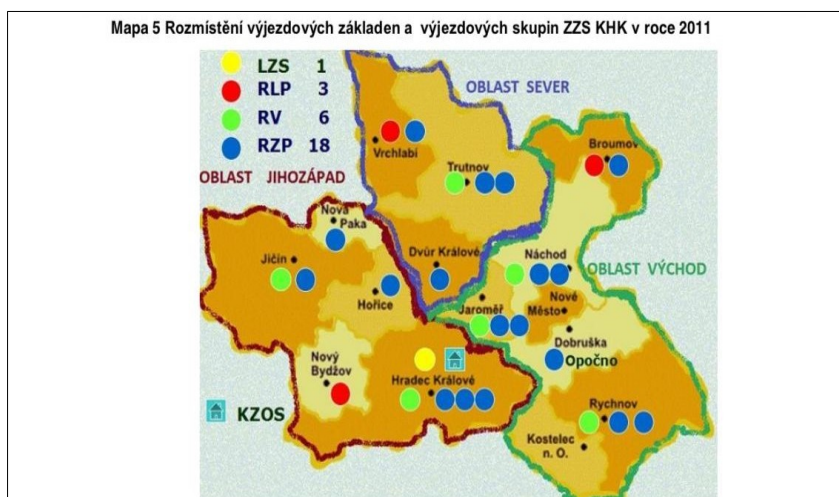 Mapa 5 Rozmístění výjezdových základen a výjezdových skupin ZZS KHK v roce 2011
LZS 1
RLP 3
RV 6
RZP 18
OBLAST SEVER
OBLAST JIHOZÁPAD
OBLAST VÝCHOD
Vrchlabí
Trutnov
Broumov
Nová
Paka
Jičín
Hořice
Dvůr Králové
Náchod
Jaroměř
Nové
Město
Dobruška
Opočno
Nový
Bydžov
Hradec Králové
KZOS
Rychnov
Kostelec
n. O.